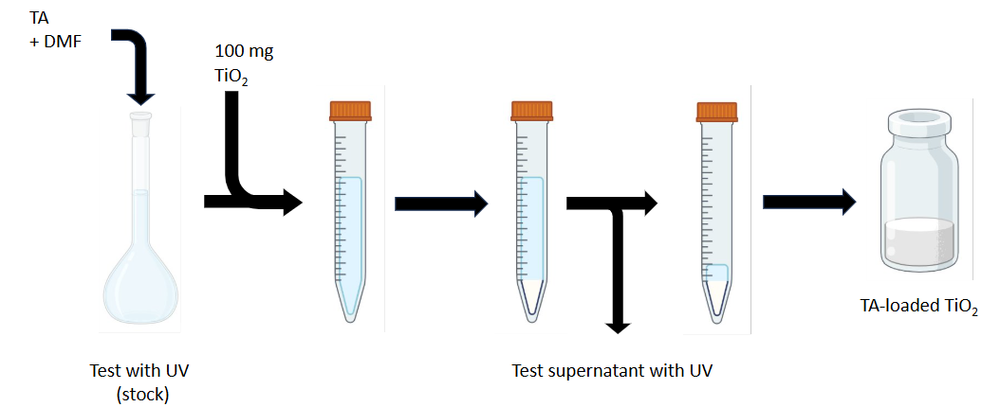 TA
+ DMF
100 mg
TiO₂
Test with UV
(stock)
Test supernatant with UV
TA-loaded TiO₂